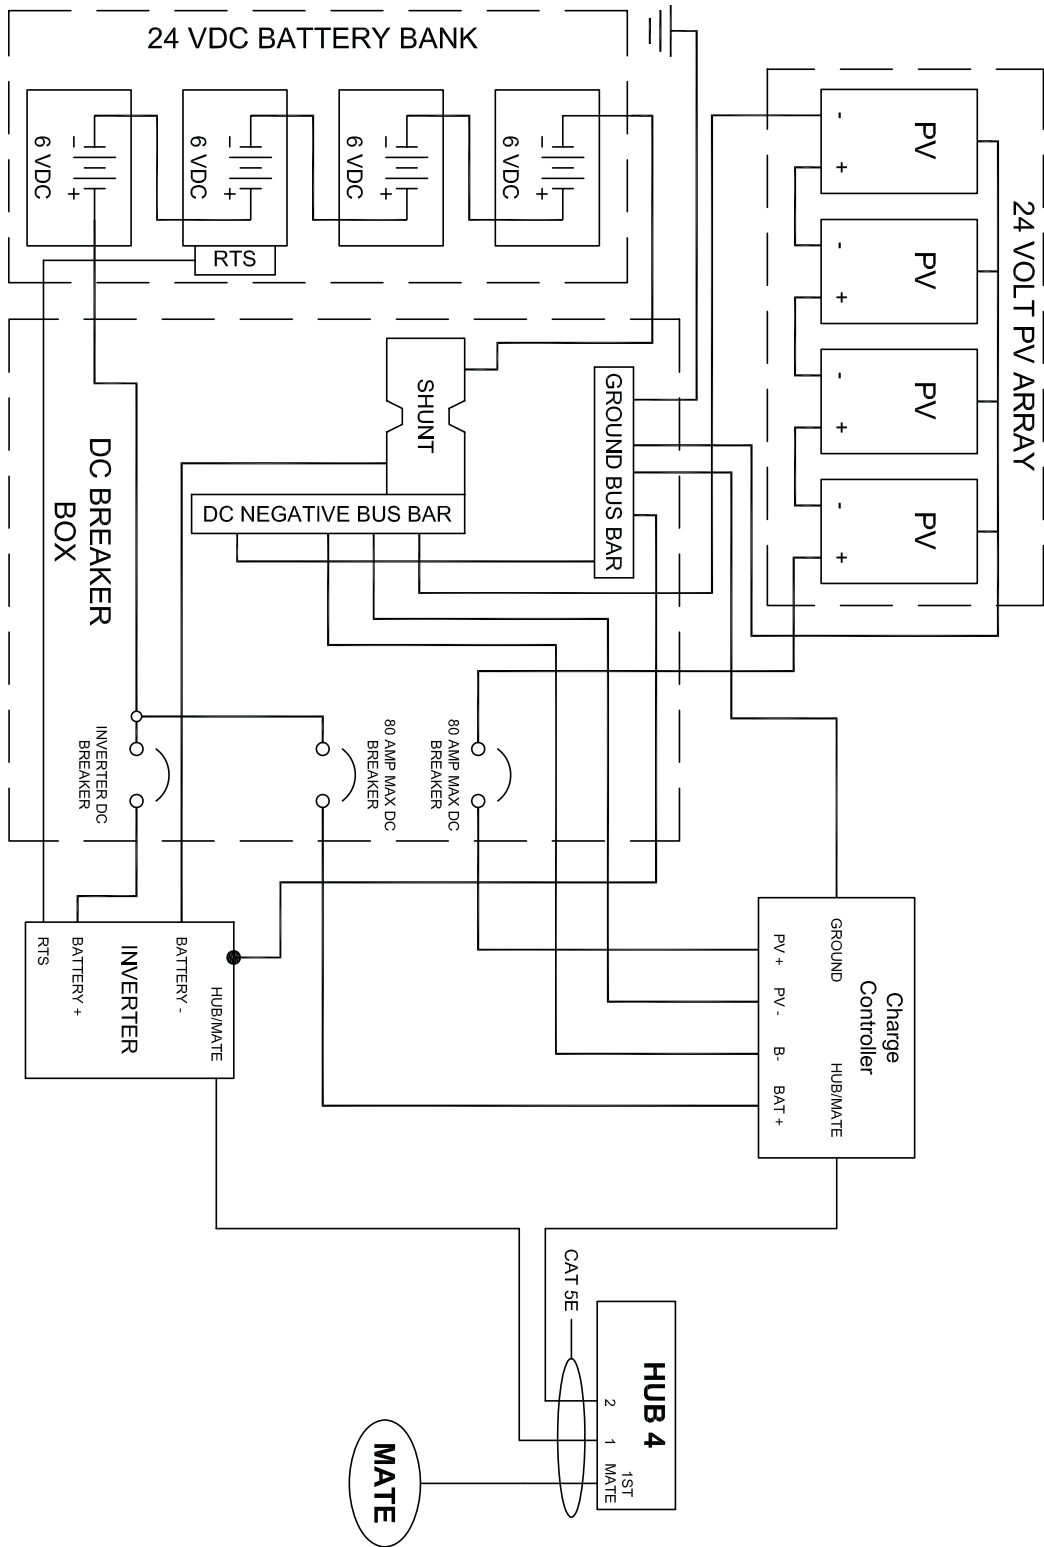 24 VDC BATTERY BANK
6 VDC
-
+
6 VDC
-
+
6 VDC
-
+
6 VDC
-
+
RTS
24 VOLT PV ARRAY
PV
-
+
PV
-
+
PV
-
+
PV
-
+
SHUNT
GROUND BUS BAR
DC NEGATIVE BUS BAR
DC BREAKER
BOX
INVERTER DC
BREAKER
80 AMP MAX DC
BREAKER
80 AMP MAX DC
BREAKER
RTS
BATTERY +
INVERTER
BATTERY -
HUB/MATE
Charge
Controller
GROUND
HUB/MATE
PV +
PV -
B-
BAT +
CAT 5E
HUB 4
2
1
1ST
MATE
MATE